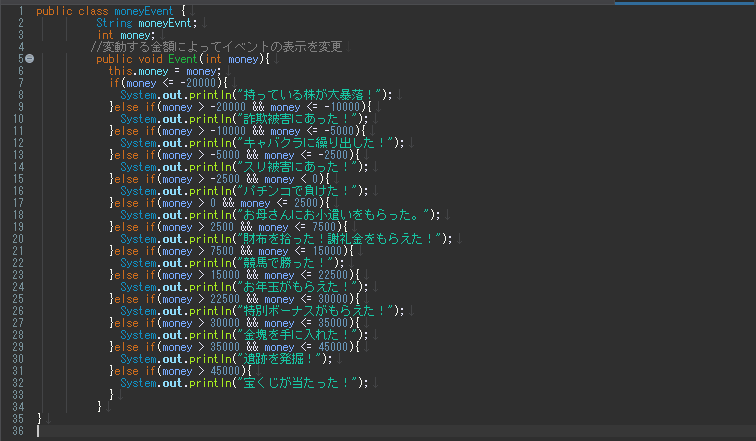 1 public class moneyEvent {
2 String moneyEvnt;
3 int money;
4 //変動する金額によってイベントの表示を変更
5 public void Event(int money){
6 this.money = money;
7 if(money <= -20000){
8 System.out.println("持っている株が大暴落！");
9 }else if(money > -20000 && money <= -10000){
10 System.out.println("詐欺被害にあった！");
11 }else if(money > -10000 && money <= -5000){
12 System.out.println("キャバクラに繰り出した！");
13 }else if(money > -5000 && money <= -2500){
14 System.out.println("スリ被害にあった！");
15 }else if(money > -2500 && money < 0){
16 System.out.println("パチンコで負けた！");
17 }else if(money > 0 && money <= 2500){
18 System.out.println("お母さんにお小遣いをもらった。");
19 }else if(money > 2500 && money <= 7500){
20 System.out.println("財布を拾った！謝礼金をもらえた！");
21 }else if(money > 7500 && money <= 15000){
22 System.out.println("競馬で勝った！");
23 }else if(money > 15000 && money <= 22500){
24 System.out.println("お年玉がもらえた！");
25 }else if(money > 22500 && money <= 30000){
26 System.out.println("特別ボーナスがもらえた！");
27 }else if(money > 30000 && money <= 35000){
28 System.out.println("金塊を手に入れた！");
29 }else if(money > 35000 && money <= 45000){
30 System.out.println("遺跡を発掘！");
31 }else if(money > 45000){
32 System.out.println("宝くじが当たった！");
33 }
34 }
35 }
36